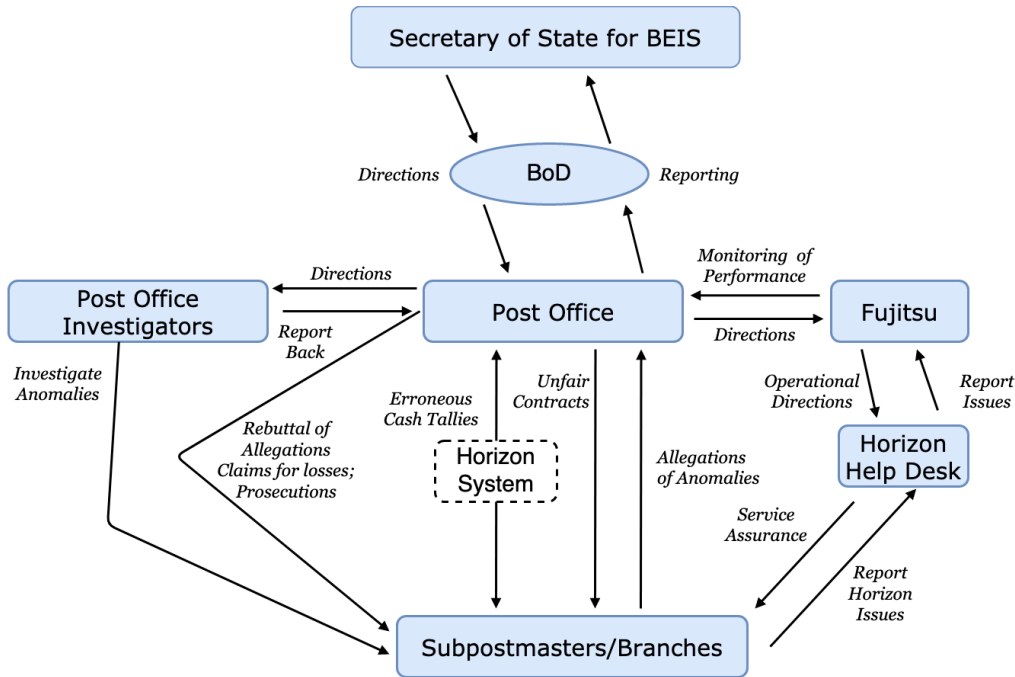 Secretary of State for BEIS
Directions
BoD
Reporting
Monitoring of
Performance
Directions
Post Office
Investigators
Post Office
Fujitsu
Report
Back
Directions
Investigate
Anomalies
Erroneous
Cash Tallies
Unfair
Contracts
Operational
Directions
Report
Issues
Rebuttal of
Allegations
Claims for losses;
Prosecutions
Horizon
System
Allegations
of Anomalies
Horizon
Help Desk
Service
Assurance
Report
Horizon
Issues
Subpostmasters/Branches